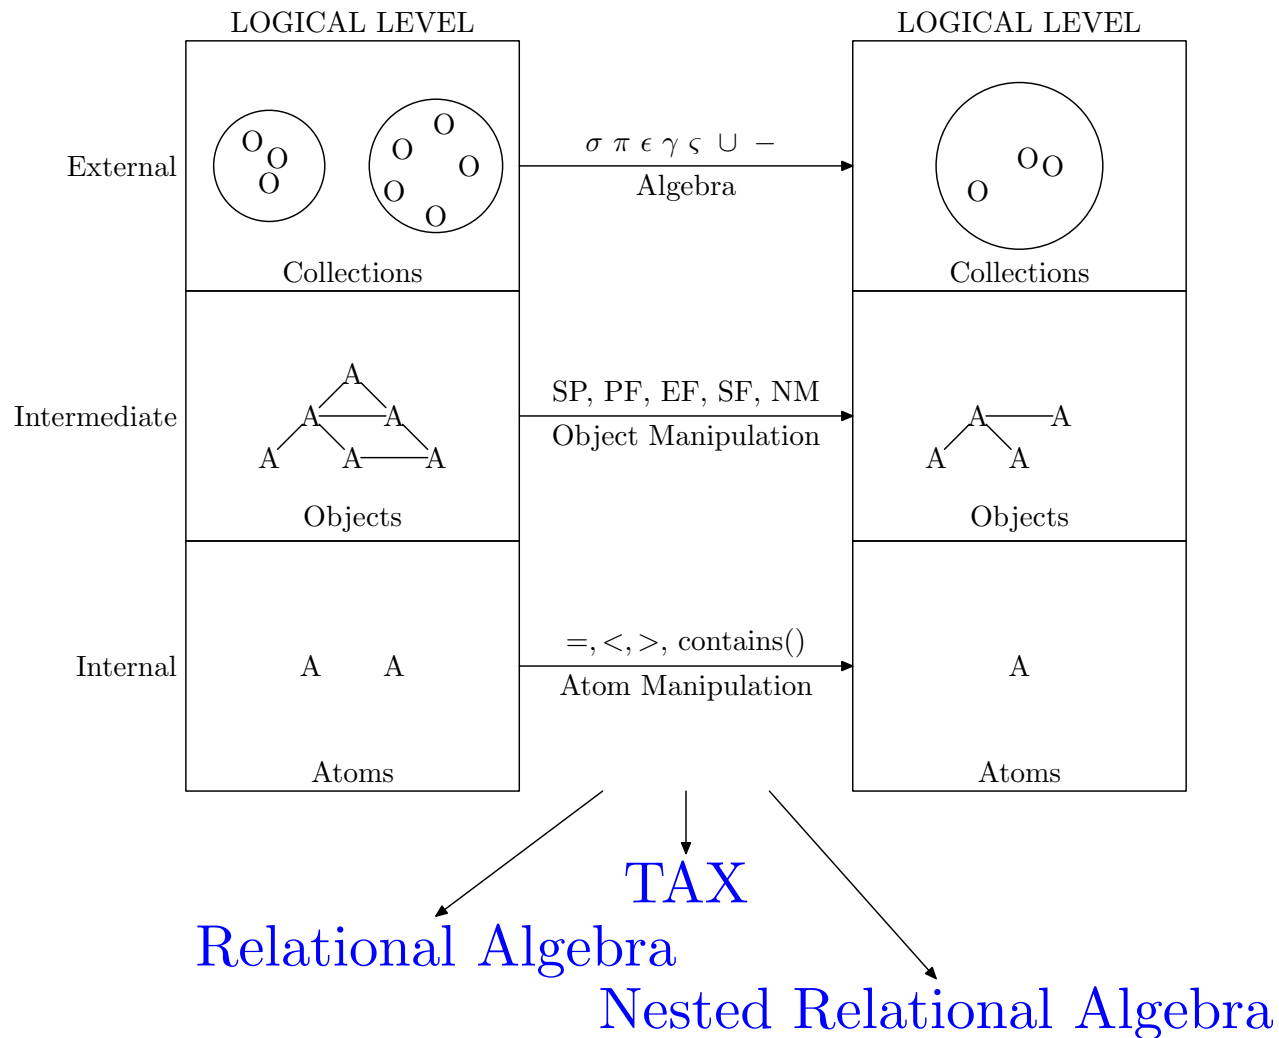 LOGICAL LEVEL LOGICAL LEVEL
O O O
O O O O O
External
σ π ϵ γ ς ∪ −
Algebra
O O O
Collections Collections
A
A A
A A A
Intermediate
SP, PF, EF, SF, NM
Object Manipulation
A A
A A
Objects Objects
Internal
A A
=, <, >, contains()
Atom Manipulation
A
Atoms Atoms
TAX
Relational Algebra
Nested Relational Algebra